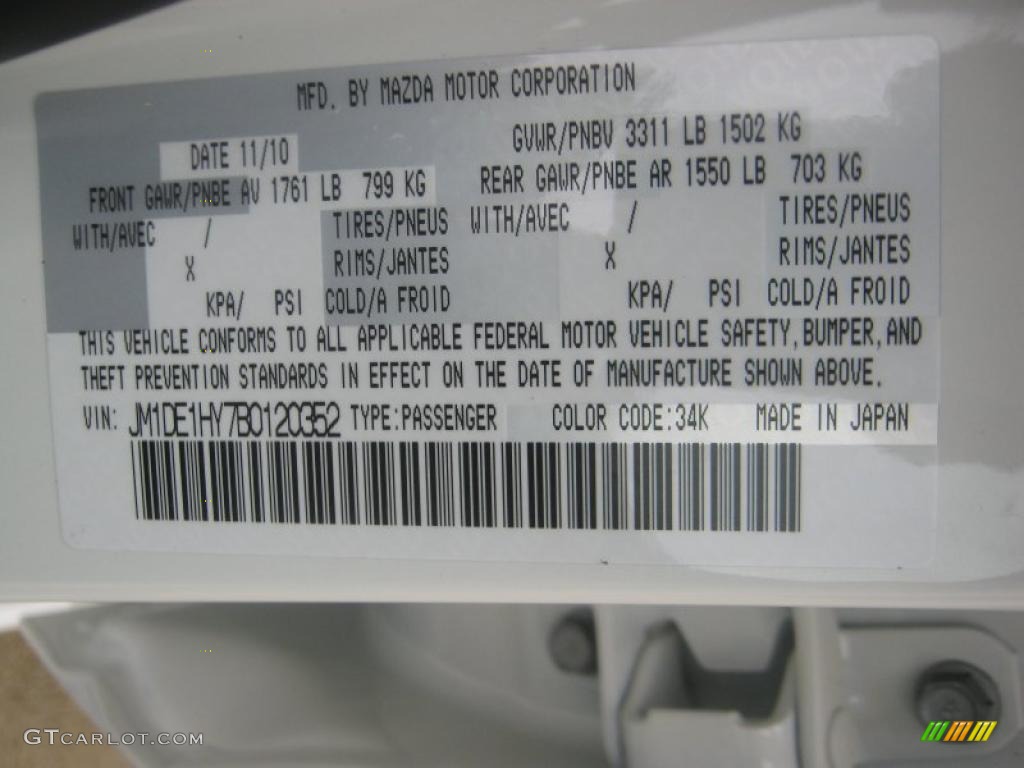 MFD. BY MAZDA MOTOR CORPORATION
DATE 11/10 GVWR/PNBV 3311 LB 1502 KG
FRONT GAWR/PNBE AV 1761 LB 799 KG REAR GAWR/PNBE AR 1550 LB 703 KG
WITH/AVEC / TIRES/PNEUS WITH/AVEC / TIRES/PNEUS
X RIMS/JANTES X RIMS/JANTES
KPA/ PSI COLD/A FROID KPA/ PSI COLD/A FROID
THIS VEHICLE CONFORMS TO ALL APPLICABLE FEDERAL MOTOR VEHICLE SAFETY, BUMPER, AND
THEFT PREVENTION STANDARDS IN EFFECT ON THE DATE OF MANUFACTURE SHOWN ABOVE.
VIN: JM1DE1HY7B0120352 TYPE:PASSENGER COLOR CODE:34K MADE IN JAPAN
GTCARLOT.COM